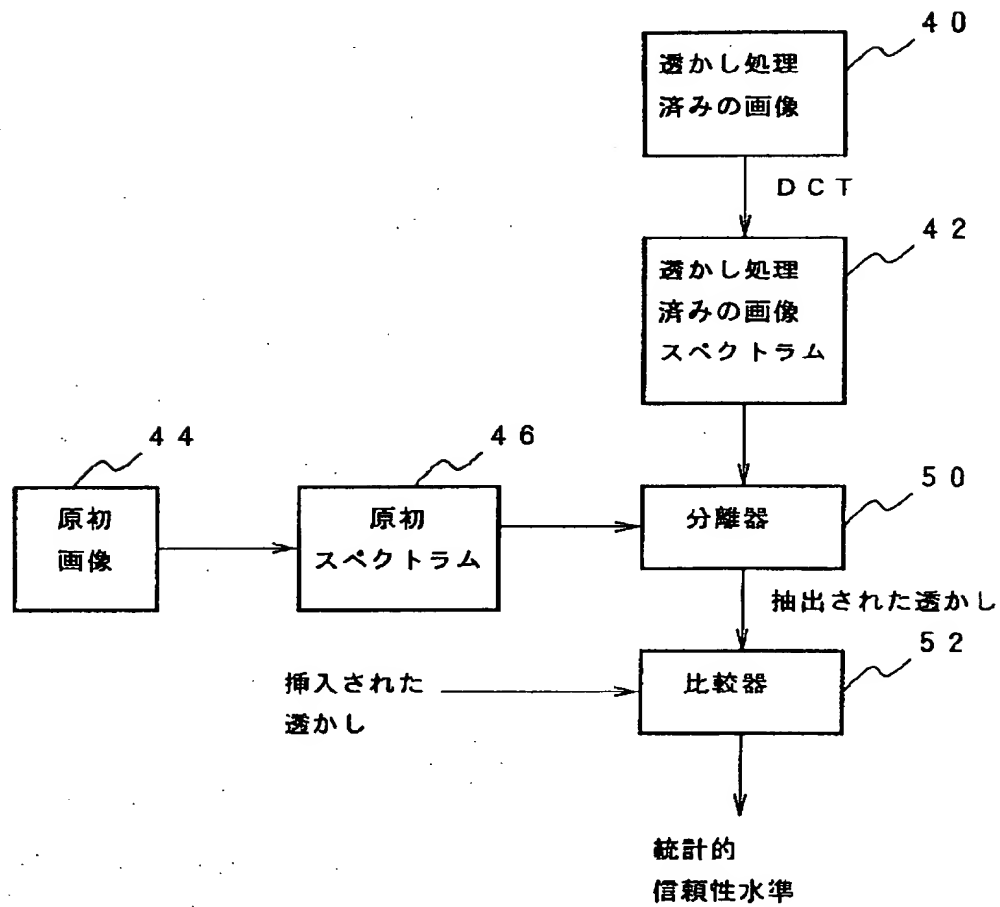 40
透かし処理
済みの画像
DCT
42
透かし処理
済みの画像
スペクトラム
44
46
50
原初
画像
原初
スペクトラム
分離器
抽出された透かし
52
挿入された
透かし
比較器
統計的
信頼性水準